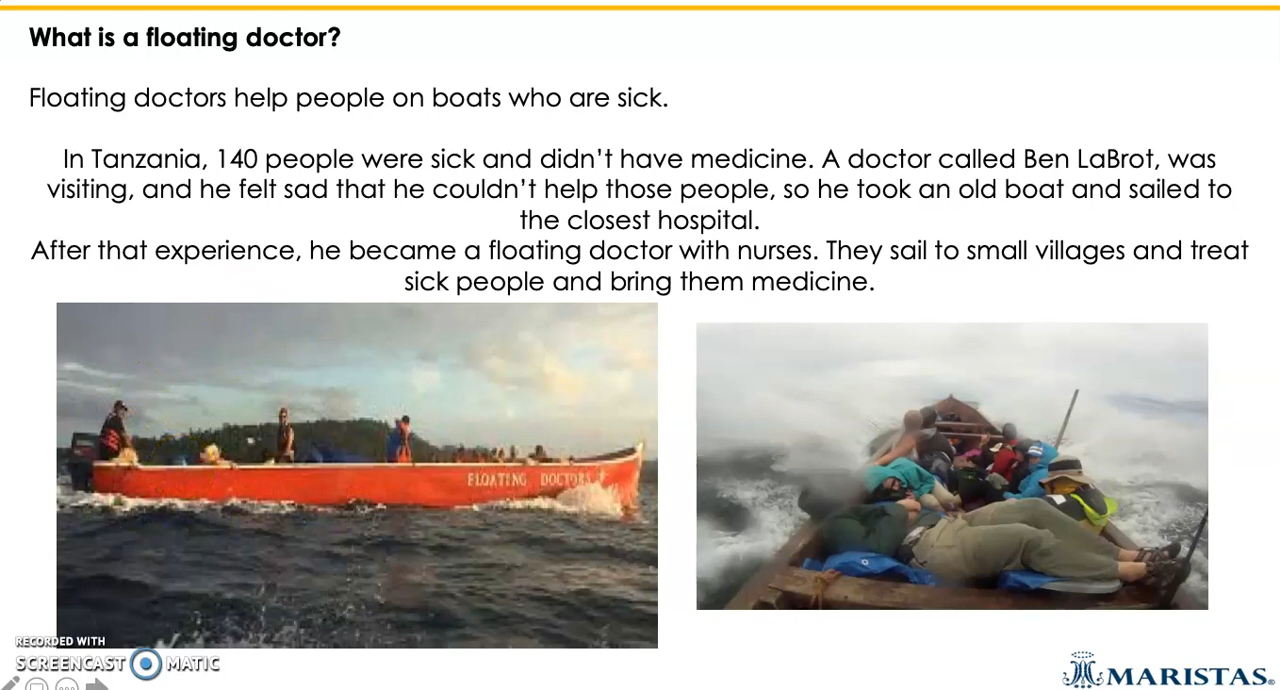 What is a floating doctor?
Floating doctors help people on boats who are sick.
In Tanzania, 140 people were sick and didn't have medicine. A doctor called Ben LaBrot, was
visiting, and he felt sad that he couldn't help those people, so he took an old boat and sailed to
the closest hospital.
After that experience, he became a floating doctor with nurses. They sail to small villages and treat
sick people and bring them medicine.
FLOATING DOCTORS
RECORDED WITH
SCREENCAST MATIC
MARISTAS